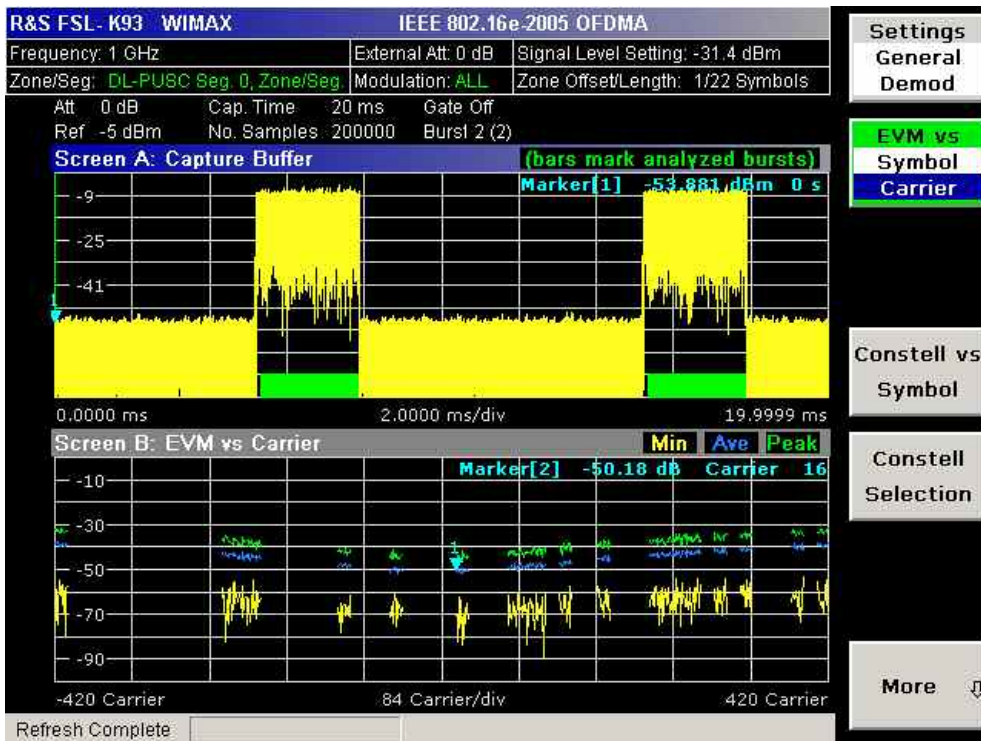 R&S FSL-K93 WIMAX IEEE 802.16e-2005 OFDMA
Frequency: 1 GHz External Att: 0 dB Signal Level Setting: -31.4 dBm
Zone/Seg: DL-PUSC Seg. 0, Zone/Seg. Modulation: ALL Zone Offset/Length: 1/22 Symbols
Att 0 dB Cap. Time 20 ms Gate Off
Ref -5 dBm No. Samples 200000 Burst 2 (2)
Screen A: Capture Buffer (bars mark analyzed bursts)
Marker[1] -53.881 dBm 0 s
-9
-25
-41
1
0.0000 ms 2.0000 ms/div 19.9999 ms
Screen B: EVM vs Carrier Min Ave Peak
Marker[2] -50.18 dB Carrier 16
-10
-30
1
-50
-70
-90
-420 Carrier 84 Carrier/div 420 Carrier
Refresh Complete
Settings
General
Demod
EVM vs
Symbol
Carrier
Constell vs
Symbol
Constell
Selection
More